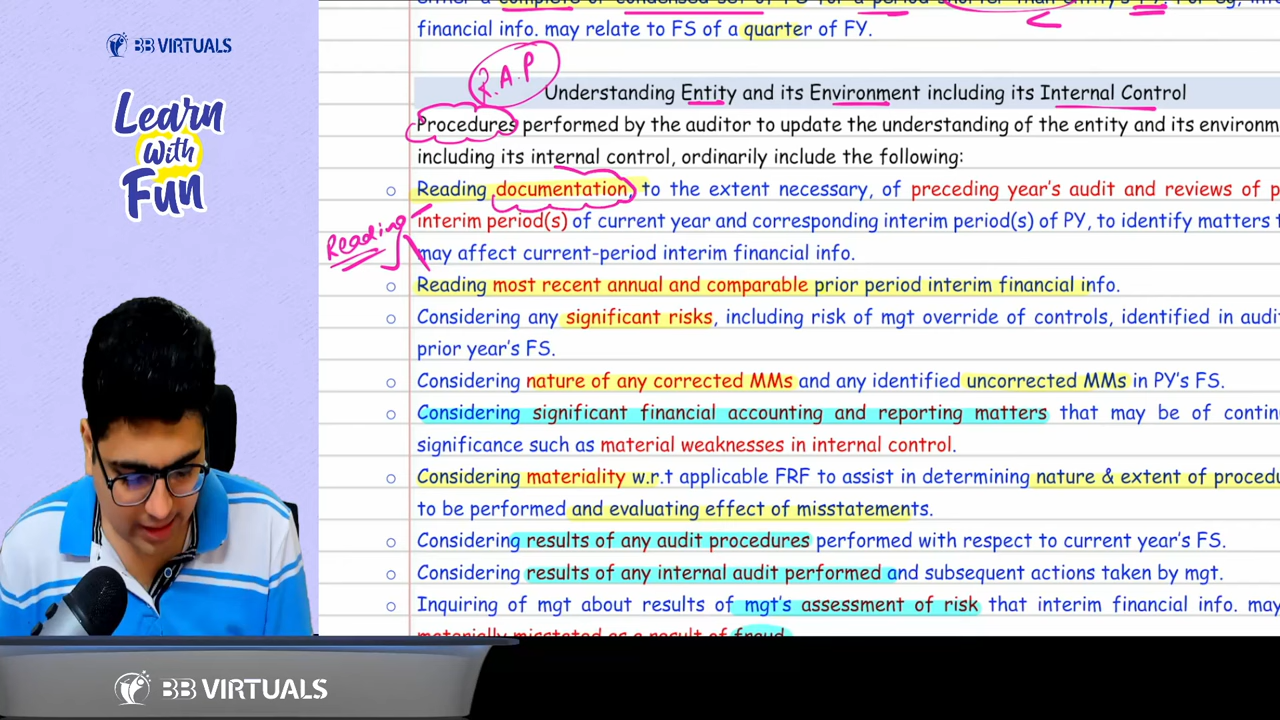 BB VIRTUALS
Learn
With
Fun
financial info. may relate to FS of a quarter of FY.
R.A.P
Understanding Entity and its Environment including its Internal Control
Procedures performed by the auditor to update the understanding of the entity and its environm
including its internal control, ordinarily include the following:
Reading documentation, to the extent necessary, of preceding year's audit and reviews of p
interim period(s) of current year and corresponding interim period(s) of PY, to identify matters t
Reading
may affect current-period interim financial info.
Reading most recent annual and comparable prior period interim financial info.
Considering any significant risks, including risk of mgt override of controls, identified in audi
prior year's FS.
Considering nature of any corrected MMs and any identified uncorrected MMs in PY's FS.
Considering significant financial accounting and reporting matters that may be of contin
significance such as material weaknesses in internal control.
Considering materiality w.r.t applicable FRF to assist in determining nature & extent of procedu
to be performed and evaluating effect of misstatements.
Considering results of any audit procedures performed with respect to current year's FS.
Considering results of any internal audit performed and subsequent actions taken by mgt.
Inquiring of mgt about results of mgt's assessment of risk that interim financial info. may
materially misstated as a result of fraud
BB VIRTUALS